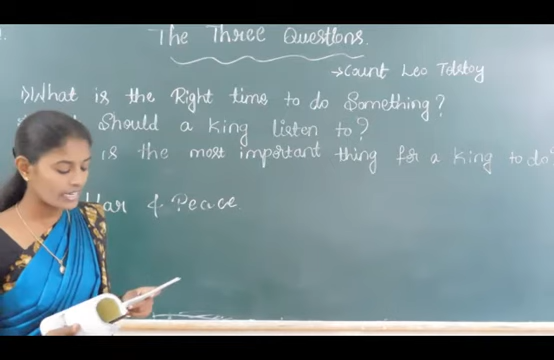 The Three Questions.
→Count Leo Tolstoy
1)What is the Right time to do Something?
Should a king listen to?
is the most important thing for a king to do?
War & Peace.